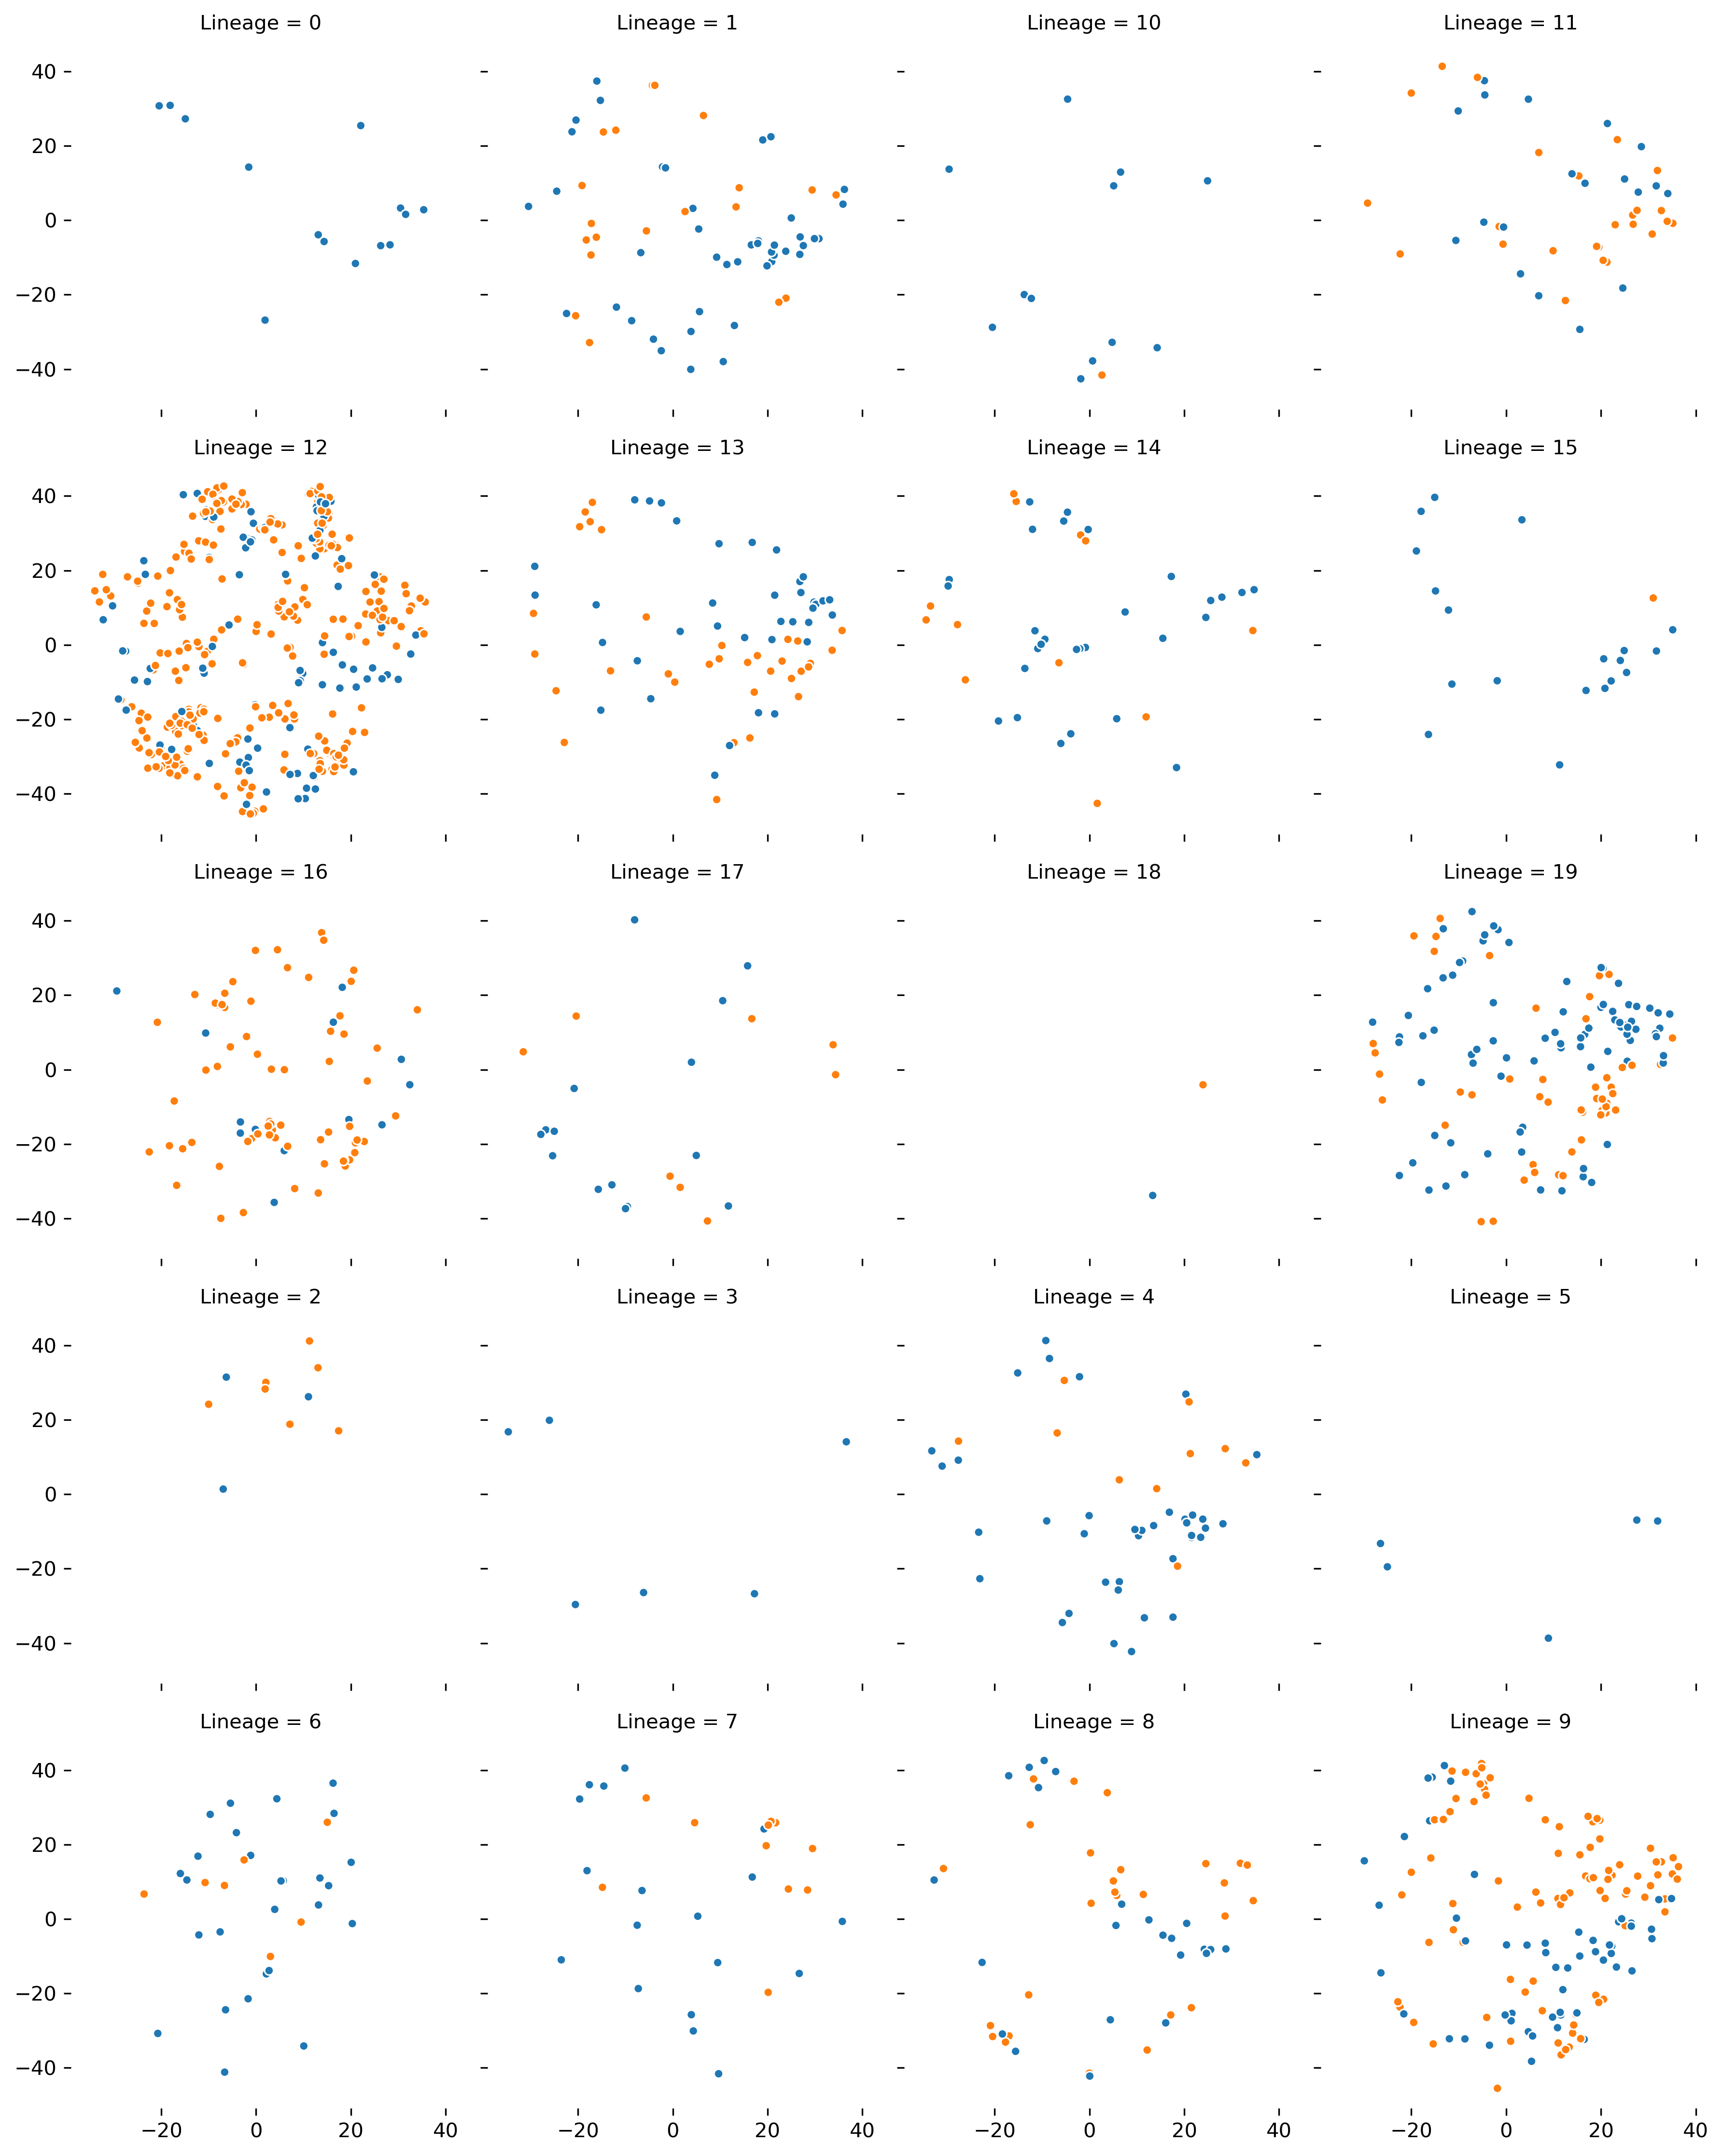 Lineage = 0
Lineage = 1
Lineage = 10
Lineage = 11
40
20
0
−20
−40
Lineage = 12
Lineage = 13
Lineage = 14
Lineage = 15
40
20
0
−20
−40
Lineage = 16
Lineage = 17
Lineage = 18
Lineage = 19
40
20
0
−20
−40
Lineage = 2
Lineage = 3
Lineage = 4
Lineage = 5
40
20
0
−20
−40
Lineage = 6
Lineage = 7
Lineage = 8
Lineage = 9
40
20
0
−20
−40
−20 0 20 40
−20 0 20 40
−20 0 20 40
−20 0 20 40